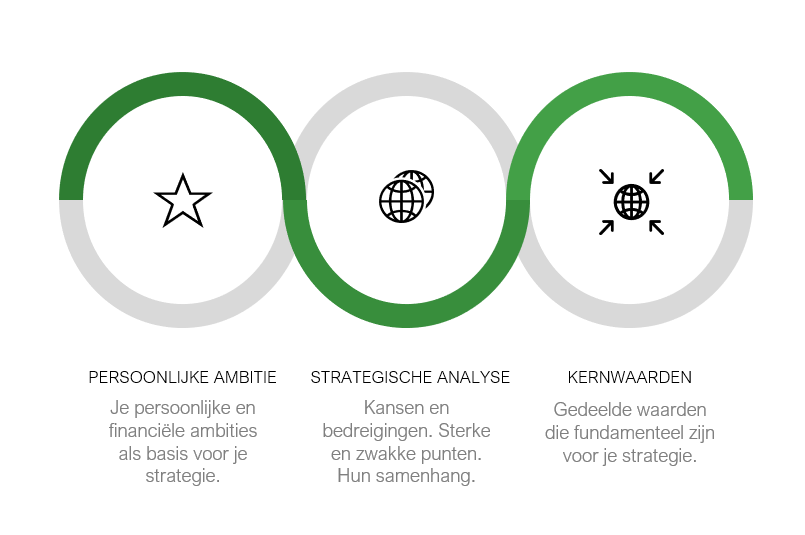 PERSOONLIJKE AMBITIE
Je persoonlijke en
financiële ambities
als basis voor je
strategie.
STRATEGISCHE ANALYSE
Kansen en
bedreigingen. Sterke
en zwakke punten.
Hun samenhang.
KERNWAARDEN
Gedeelde waarden
die fundamenteel zijn
voor je strategie.